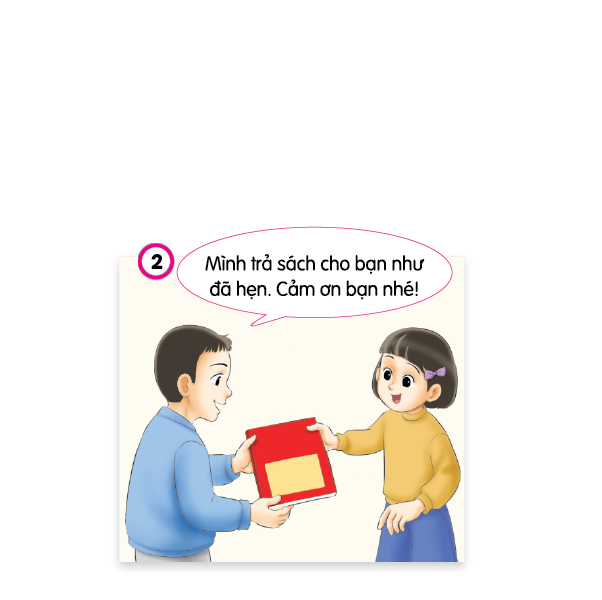 2
Mình trả sách cho bạn như
đã hẹn. Cảm ơn bạn nhé!